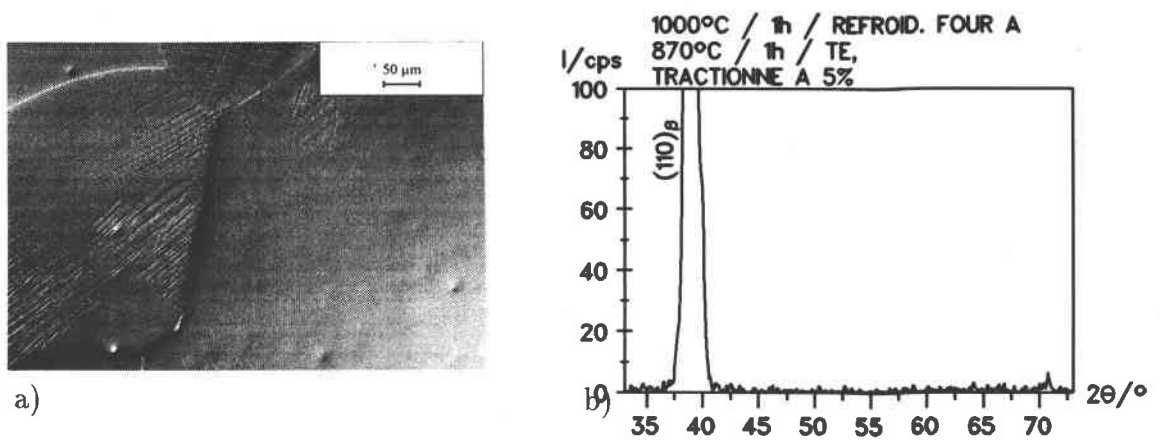 50 µm
a)
1000°C / 1h / REFROID. FOUR A
870°C / 1h / TE,
TRACTIONNE A 5%
I/cps
100
80
60
40
20
0
(110)β
35 40 45 50 55 60 65 70
2θ/°
b)